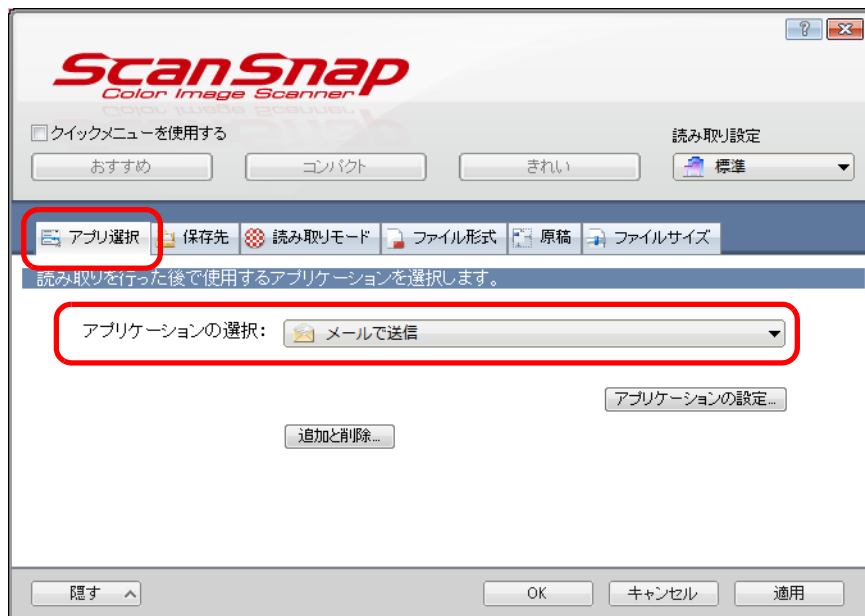 ScanSnap
Color Image Scanner
クイックメニューを使用する
読み取り設定
おすすめ
コンパクト
きれい
標準
アプリ選択
保存先
読み取りモード
ファイル形式
原稿
ファイルサイズ
読み取りを行った後で使用するアプリケーションを選択します。
アプリケーションの選択:
メールで送信
アプリケーションの設定...
追加と削除...
隠す
OK
キャンセル
適用